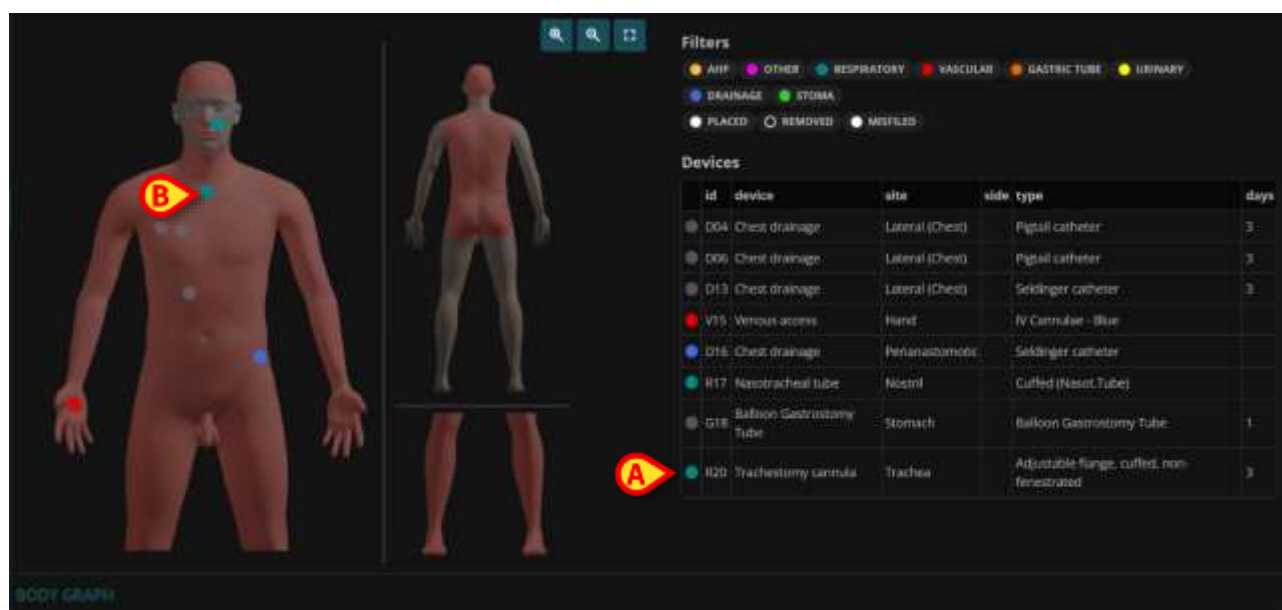 Filters
AHP OTHER RESPIRATORY VASCULAR GASTRIC TUBE URINARY
DRAINAGE STOMA
PLACED REMOVED MISFILED
Devices
id device site side type days
D04 Chest drainage Lateral (Chest) Pigtail catheter 3
D06 Chest drainage Lateral (Chest) Pigtail catheter 3
D13 Chest drainage Lateral (Chest) Seldinger catheter 3
V15 Venous access Hand IV Cannulae - Blue
D16 Chest drainage Perianastomotic Seldinger catheter
R17 Nasotracheal tube Nostril Cuffed (Nasot.Tube)
G18 Balloon Gastrostomy Tube Stomach Balloon Gastrostomy Tube 1
R20 Trachestomy cannula Trachea Adjustable flange, cuffed, non-fenestrated 3
A
B
BODY GRAPH